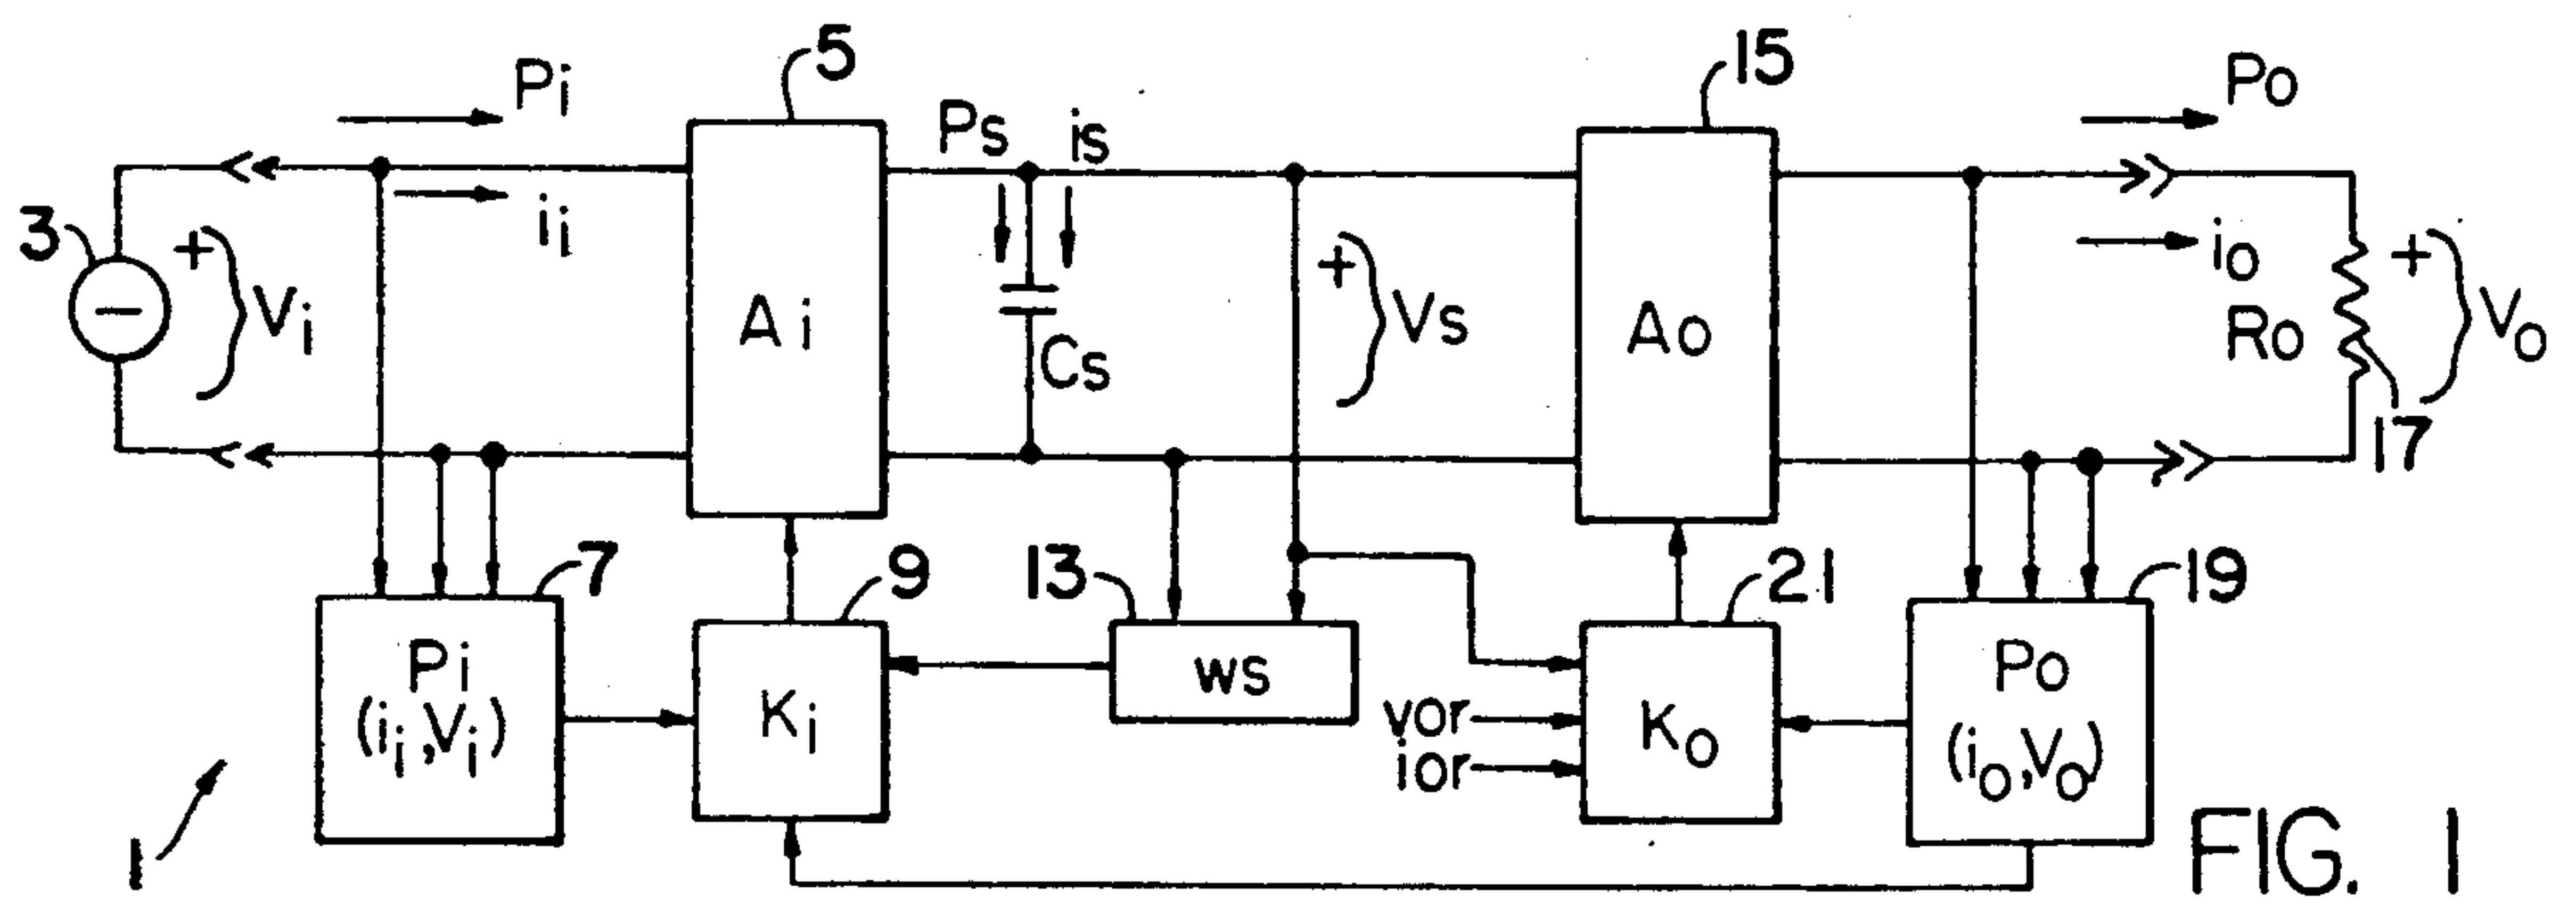 5
15
Pi
Po
Ps
is
ii
3
+
Vi
Ai
Cs
+
Vs
Ao
io
Ro
+
Vo
17
7
9
13
21
19
Pi
(ii,Vi)
Ki
ws
vor
ior
Ko
Po
(io,Vo)
1
FIG. 1